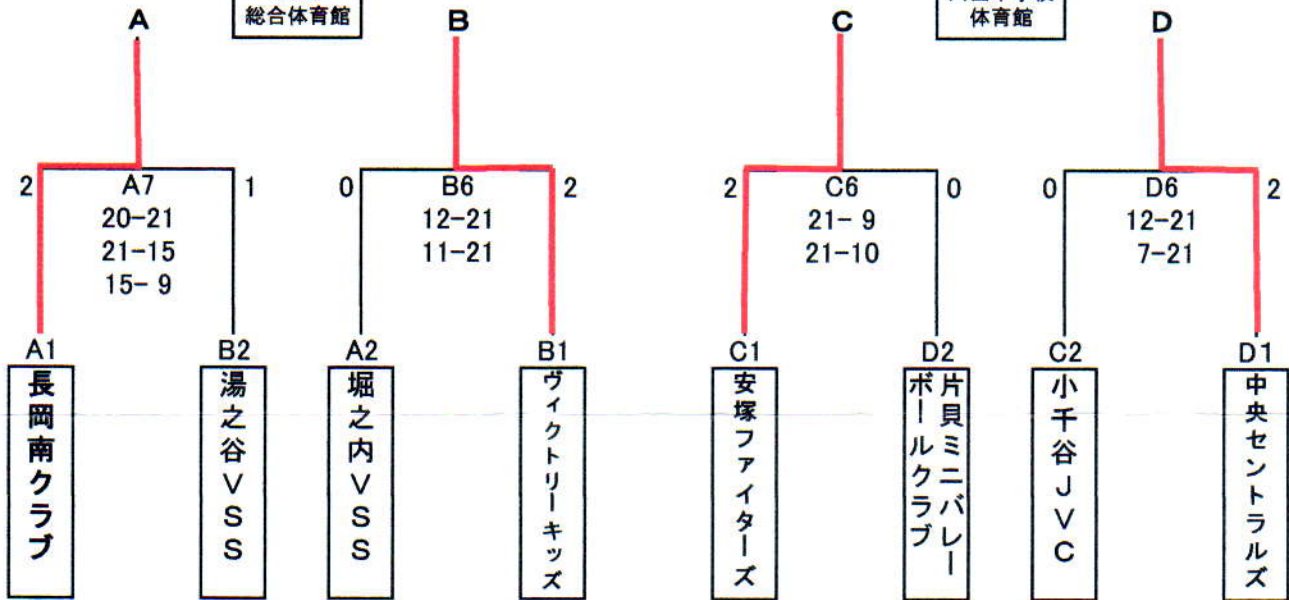 総合体育館
体育館
A
B
C
D
2
A7
1
20-21
21-15
15- 9
0
B6
2
12-21
11-21
2
C6
0
21- 9
21-10
0
D6
2
12-21
7-21
A1
B2
A2
B1
C1
D2
C2
D1
長岡南クラブ
湯之谷VSS
堀之内VSS
ヴィクトリーキッズ
安塚ファイターズ
片貝ミニバレー
ボールクラブ
小千谷JVC
中央セントラルズ